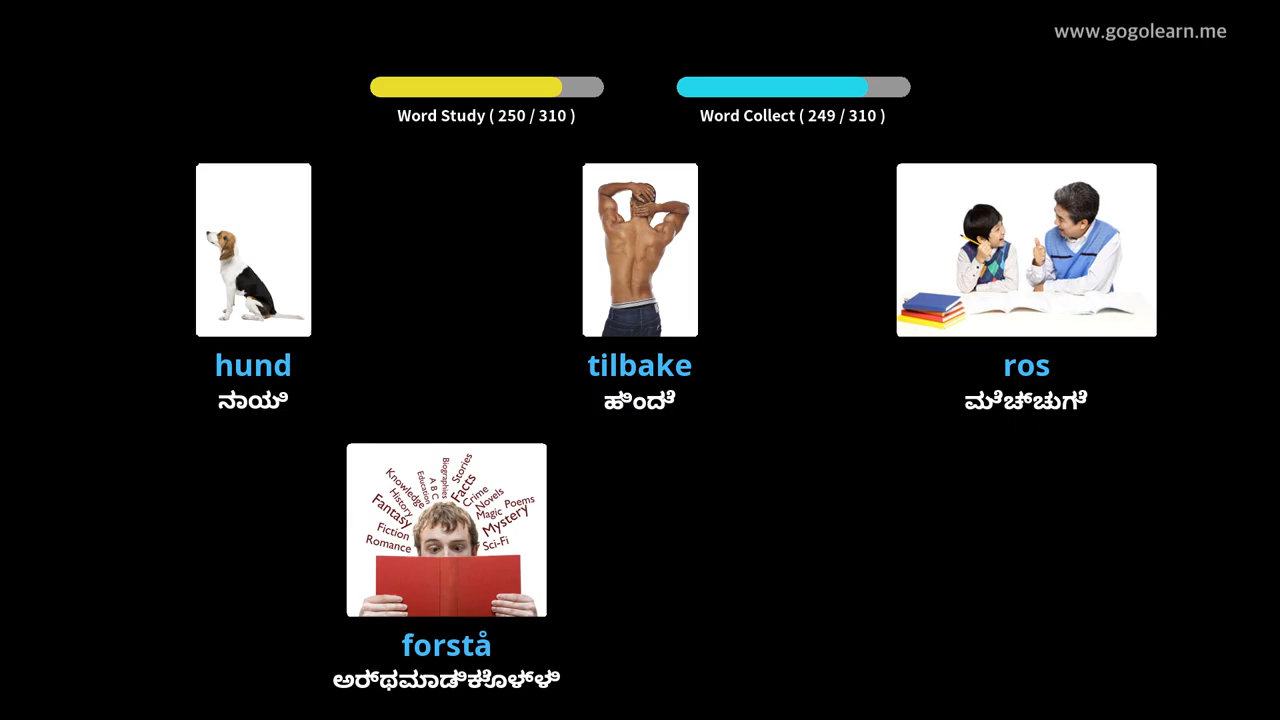 www.gogolearn.me
Word Study ( 250 / 310 )
Word Collect ( 249 / 310 )
hund
ನಾಯಿ
tilbake
ಹಿಂದೆ
ros
ಮೆಚ್ಚುಗೆ
Biographies
Stories
Education
A B C
Facts
Knowledge
Crime
History
Novels
Fantasy
Magic
Poems
Mystery
Fiction
Romance
Sci-Fi
forstå
ಅರ್ಥಮಾಡಿಕೊಳ್ಳಿ